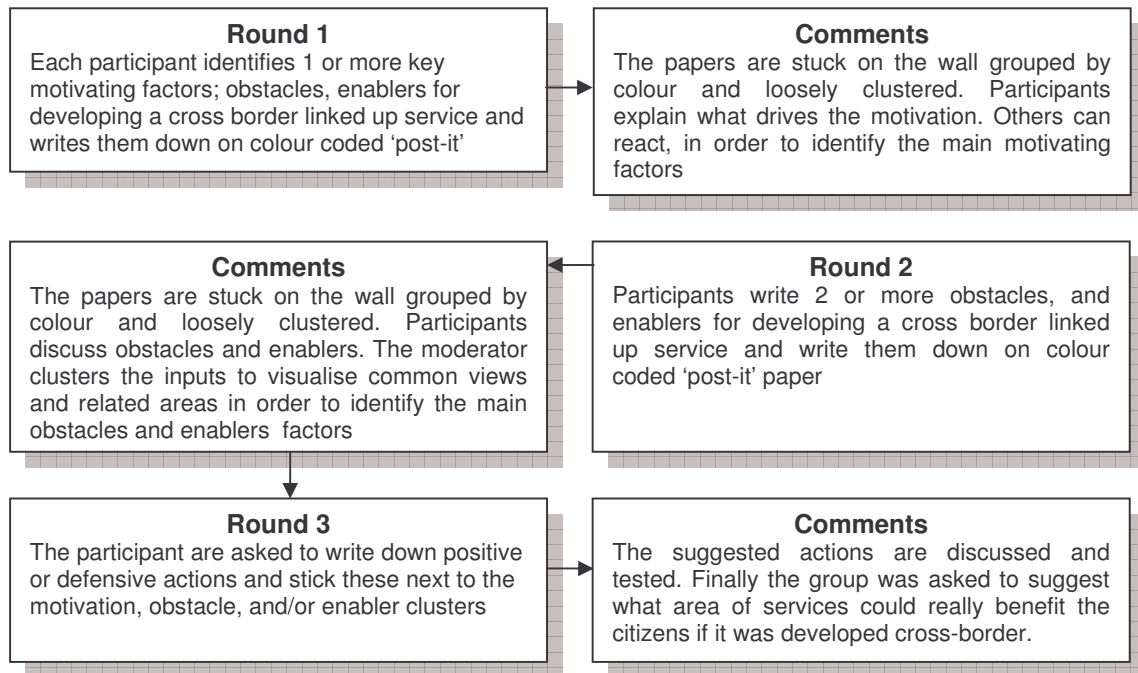 Round 1
Each participant identifies 1 or more key
motivating factors; obstacles, enablers for
developing a cross border linked up service and
writes them down on colour coded 'post-it'
Comments
The papers are stuck on the wall grouped by
colour and loosely clustered. Participants
explain what drives the motivation. Others can
react, in order to identify the main motivating
factors
Round 2
Participants write 2 or more obstacles, and
enablers for developing a cross border linked
up service and write them down on colour
coded 'post-it' paper
Comments
The papers are stuck on the wall grouped by
colour and loosely clustered. Participants
discuss obstacles and enablers. The moderator
clusters the inputs to visualise common views
and related areas in order to identify the main
obstacles and enablers factors
Round 3
The participant are asked to write down positive
or defensive actions and stick these next to the
motivation, obstacle, and/or enabler clusters
Comments
The suggested actions are discussed and
tested. Finally the group was asked to suggest
what area of services could really benefit the
citizens if it was developed cross-border.